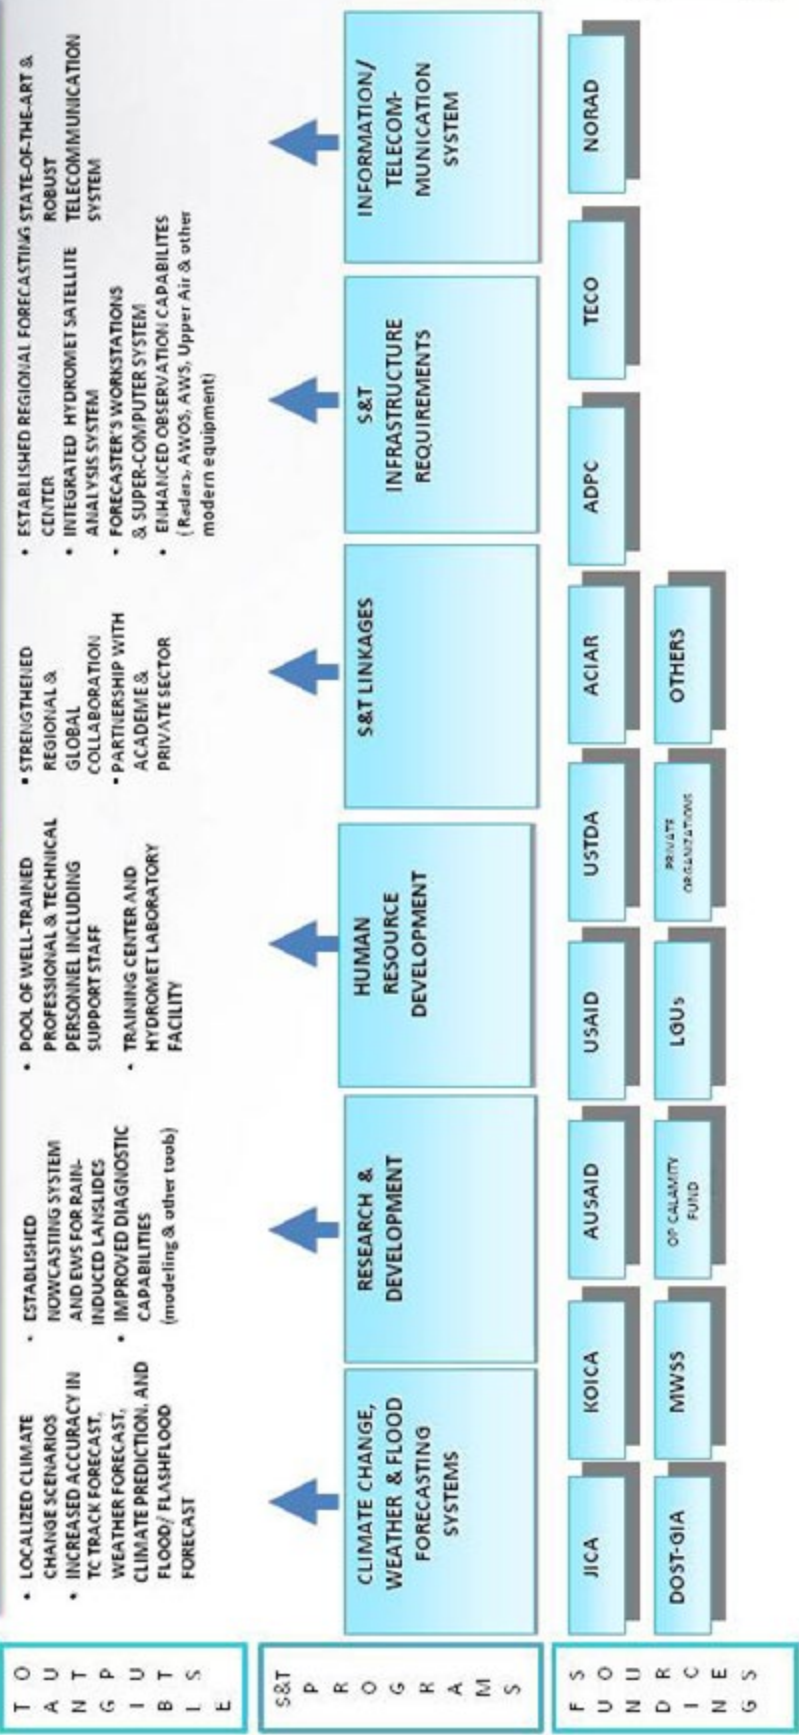 T O
A U
N T
G P
I U
B T
L S
E
• LOCALIZED CLIMATE
CHANGE SCENARIOS
• INCREASED ACCURACY IN
TC TRACK FORECAST,
WEATHER FORECAST,
CLIMATE PREDICTION, AND
FLOOD/ FLASHFLOOD
FORECAST
• ESTABLISHED
NOWCASTING SYSTEM
AND EWS FOR RAIN-
INDUCED LANSLIDES
• IMPROVED DIAGNOSTIC
CAPABILITIES
(modeling & other tools)
• POOL OF WELL-TRAINED
PROFESSIONAL & TECHNICAL
PERSONNEL INCLUDING
SUPPORT STAFF
• TRAINING CENTER AND
HYDROMET LABORATORY
FACILITY
▪ STRENGTHENED
REGIONAL &
GLOBAL
COLLABORATION
▪ PARTNERSHIP WITH
ACADEME &
PRIVATE SECTOR
• ESTABLISHED REGIONAL FORECASTING
CENTER
• INTEGRATED HYDROMET SATELLITE
ANALYSIS SYSTEM
• FORECASTER'S WORKSTATIONS
& SUPER-COMPUTER SYSTEM
• ENHANCED OBSERVATION CAPABILITES
( Radars, AWOS, AWS, Upper Air & other
modern equipment)
STATE-OF-THE-ART &
ROBUST
TELECOMMUNICATION
SYSTEM
S&T
P
R
O
G
R
A
M
S
CLIMATE CHANGE,
WEATHER & FLOOD
FORECASTING
SYSTEMS
RESEARCH &
DEVELOPMENT
HUMAN
RESOURCE
DEVELOPMENT
S&T LINKAGES
S&T
INFRASTRUCTURE
REQUIREMENTS
INFORMATION/
TELECOM-
MUNICATION
SYSTEM
F S
U O
N U
D R
I C
N E
G S
JICA
KOICA
AUSAID
USAID
USTDA
ACIAR
ADPC
TECO
NORAD
DOST-GIA
MWSS
OP CALAMITY
FUND
LGUs
PRIVATE
ORGANIZATIONS
OTHERS